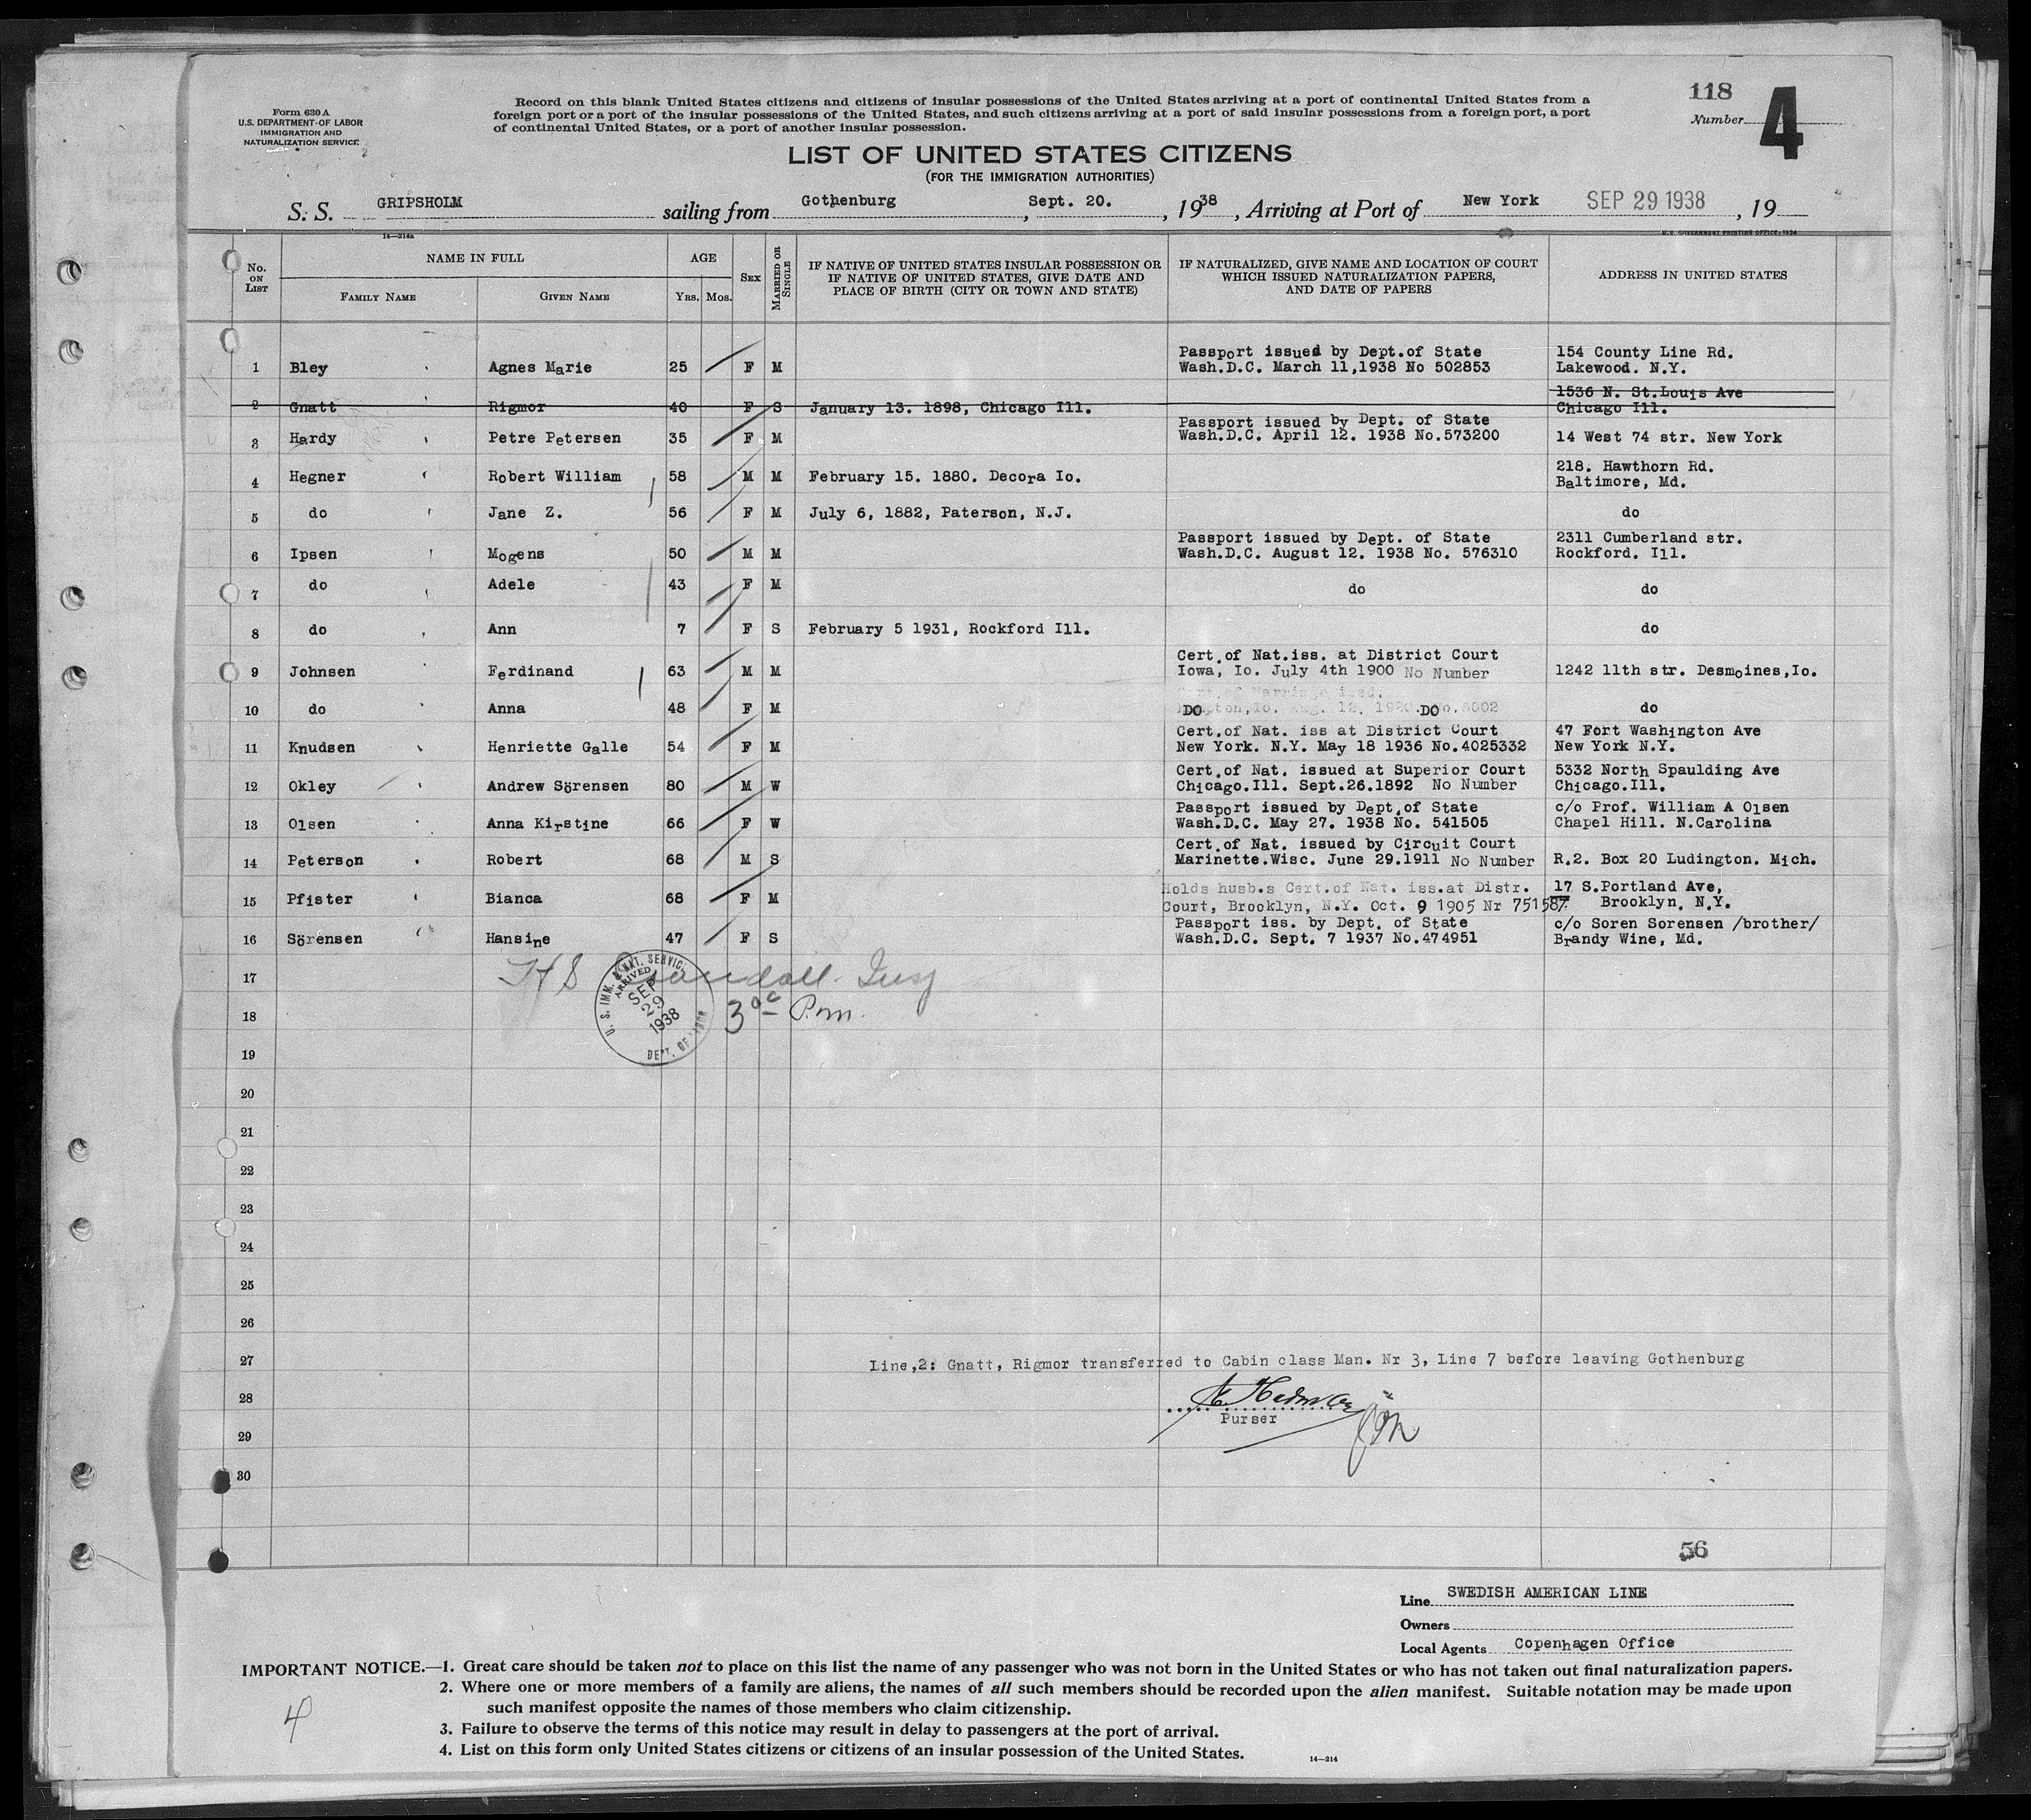 Form 630 A
U.S. DEPARTMENT OF LABOR
IMMIGRATION AND
NATURALIZATION SERVICE
Record on this blank United States citizens and citizens of insular possessions of the United States arriving at a port of continental United States from a
foreign port or a port of the insular possessions of the United States, and such citizens arriving at a port of said insular possessions from a foreign port, a port
of continental United States, or a port of another insular possession.
118
Number 4
LIST OF UNITED STATES CITIZENS
(FOR THE IMMIGRATION AUTHORITIES)
S. S. GRIPSHOLM sailing from Gothenburg, Sept. 20., 1938, Arriving at Port of New York SEP 29 1938, 19
14—214a
U.S. GOVERNMENT PRINTING OFFICE: 1934
No. ON LIST
NAME IN FULL
FAMILY NAME
GIVEN NAME
AGE
YRS. MOS.
SEX
MARRIED OR SINGLE
IF NATIVE OF UNITED STATES INSULAR POSSESSION OR
IF NATIVE OF UNITED STATES, GIVE DATE AND
PLACE OF BIRTH (CITY OR TOWN AND STATE)
IF NATURALIZED, GIVE NAME AND LOCATION OF COURT
WHICH ISSUED NATURALIZATION PAPERS,
AND DATE OF PAPERS
ADDRESS IN UNITED STATES
Passport issued by Dept.of State 154 County Line Rd.
1 Bley Agnes Marie 25 F M Wash.D.C. March 11,1938 No 502853 Lakewood. N.Y.
1536 N. St.Louis Ave
2 Gnatt Rigmor 40 F S January 13. 1898, Chicago Ill. Chicago Ill.
Passport issued by Dept. of State
3 Hardy Petre Petersen 35 F M Wash.D.C. April 12. 1938 No.573200 14 West 74 str. New York
218. Hawthorn Rd.
4 Hegner Robert William 58 M M February 15. 1880. Decora Io. Baltimore, Md.
5 do Jane Z. 56 F M July 6, 1882, Paterson, N.J. do
Passport issued by Dept. of State 2311 Cumberland str.
6 Ipsen Mogens 50 M M Wash.D.C. August 12. 1938 No. 576310 Rockford. Ill.
7 do Adele 43 F M do do
8 do Ann 7 F S February 5 1931, Rockford Ill. do
Cert.of Nat.iss. at District Court
9 Johnsen Ferdinand 63 M M Iowa, Io. July 4th 1900 No Number 1242 11th str. Desmoines,Io.
10 do Anna 48 F M DO DO do
Cert.of Nat. iss at District Court 47 Fort Washington Ave
11 Knudsen Henriette Galle 54 F M New York. N.Y. May 18 1936 No.4025332 New York N.Y.
Cert.of Nat. issued at Superior Court 5332 North Spaulding Ave
12 Okley Andrew Sörensen 80 M W Chicago.Ill. Sept.26.1892 No Number Chicago.Ill.
Passport issued by Dept.of State c/o Prof. William A Olsen
13 Olsen Anna Kirstine 66 F W Wash.D.C. May 27. 1938 No. 541505 Chapel Hill. N.Carolina
Cert.of Nat. issued by Circuit Court
14 Peterson Robert 68 M S Marinette.Wisc. June 29.1911 No Number R.2. Box 20 Ludington. Mich.
Holds husb.s Cert.of Nat. iss.at Distr. 17 S.Portland Ave,
15 Pfister Bianca 68 F M Court, Brooklyn, N.Y. Oct. 9 1905 Nr 751587. Brooklyn. N.Y.
Passport iss. by Dept. of State c/o Soren Sorensen /brother/
16 Sörensen Hansine 47 F S Wash.D.C. Sept. 7 1937 No.474951 Brandy Wine, Md.
17
U. S. IMM. & NAT. SERVICE
ARRIVED
SEP
29
1938
DEPT. OF LABOR
18 3 Pm.
19
20
21
22
23
24
25
26
27 Line,2: Gnatt, Rigmor transferred to Cabin class Man. Nr 3, Line 7 before leaving Gothenburg
28
Purser
29
30
56
Line SWEDISH AMERICAN LINE
Owners
Local Agents Copenhagen Office
IMPORTANT NOTICE.—1. Great care should be taken not to place on this list the name of any passenger who was not born in the United States or who has not taken out final naturalization papers.
2. Where one or more members of a family are aliens, the names of all such members should be recorded upon the alien manifest. Suitable notation may be made upon
such manifest opposite the names of those members who claim citizenship.
3. Failure to observe the terms of this notice may result in delay to passengers at the port of arrival.
4. List on this form only United States citizens or citizens of an insular possession of the United States.
14—214